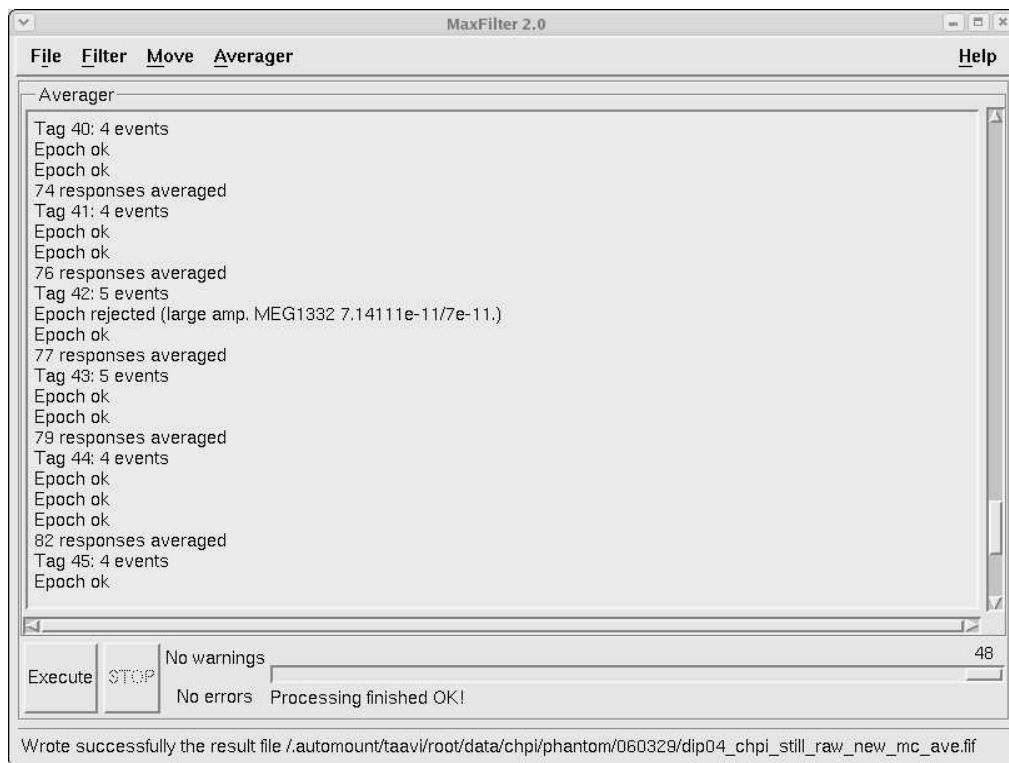 MaxFilter 2.0
File Filter Move Averager Help
Averager
Tag 40: 4 events
Epoch ok
Epoch ok
74 responses averaged
Tag 41: 4 events
Epoch ok
Epoch ok
76 responses averaged
Tag 42: 5 events
Epoch rejected (large amp. MEG1332 7.14111e-11/7e-11.)
Epoch ok
77 responses averaged
Tag 43: 5 events
Epoch ok
Epoch ok
79 responses averaged
Tag 44: 4 events
Epoch ok
Epoch ok
Epoch ok
82 responses averaged
Tag 45: 4 events
Epoch ok
Execute STOP
No warnings 48
No errors Processing finished OK!
Wrote successfully the result file /.automount/taavi/root/data/chpi/phantom/060329/dip04_chpi_still_raw_new_mc_ave.fif